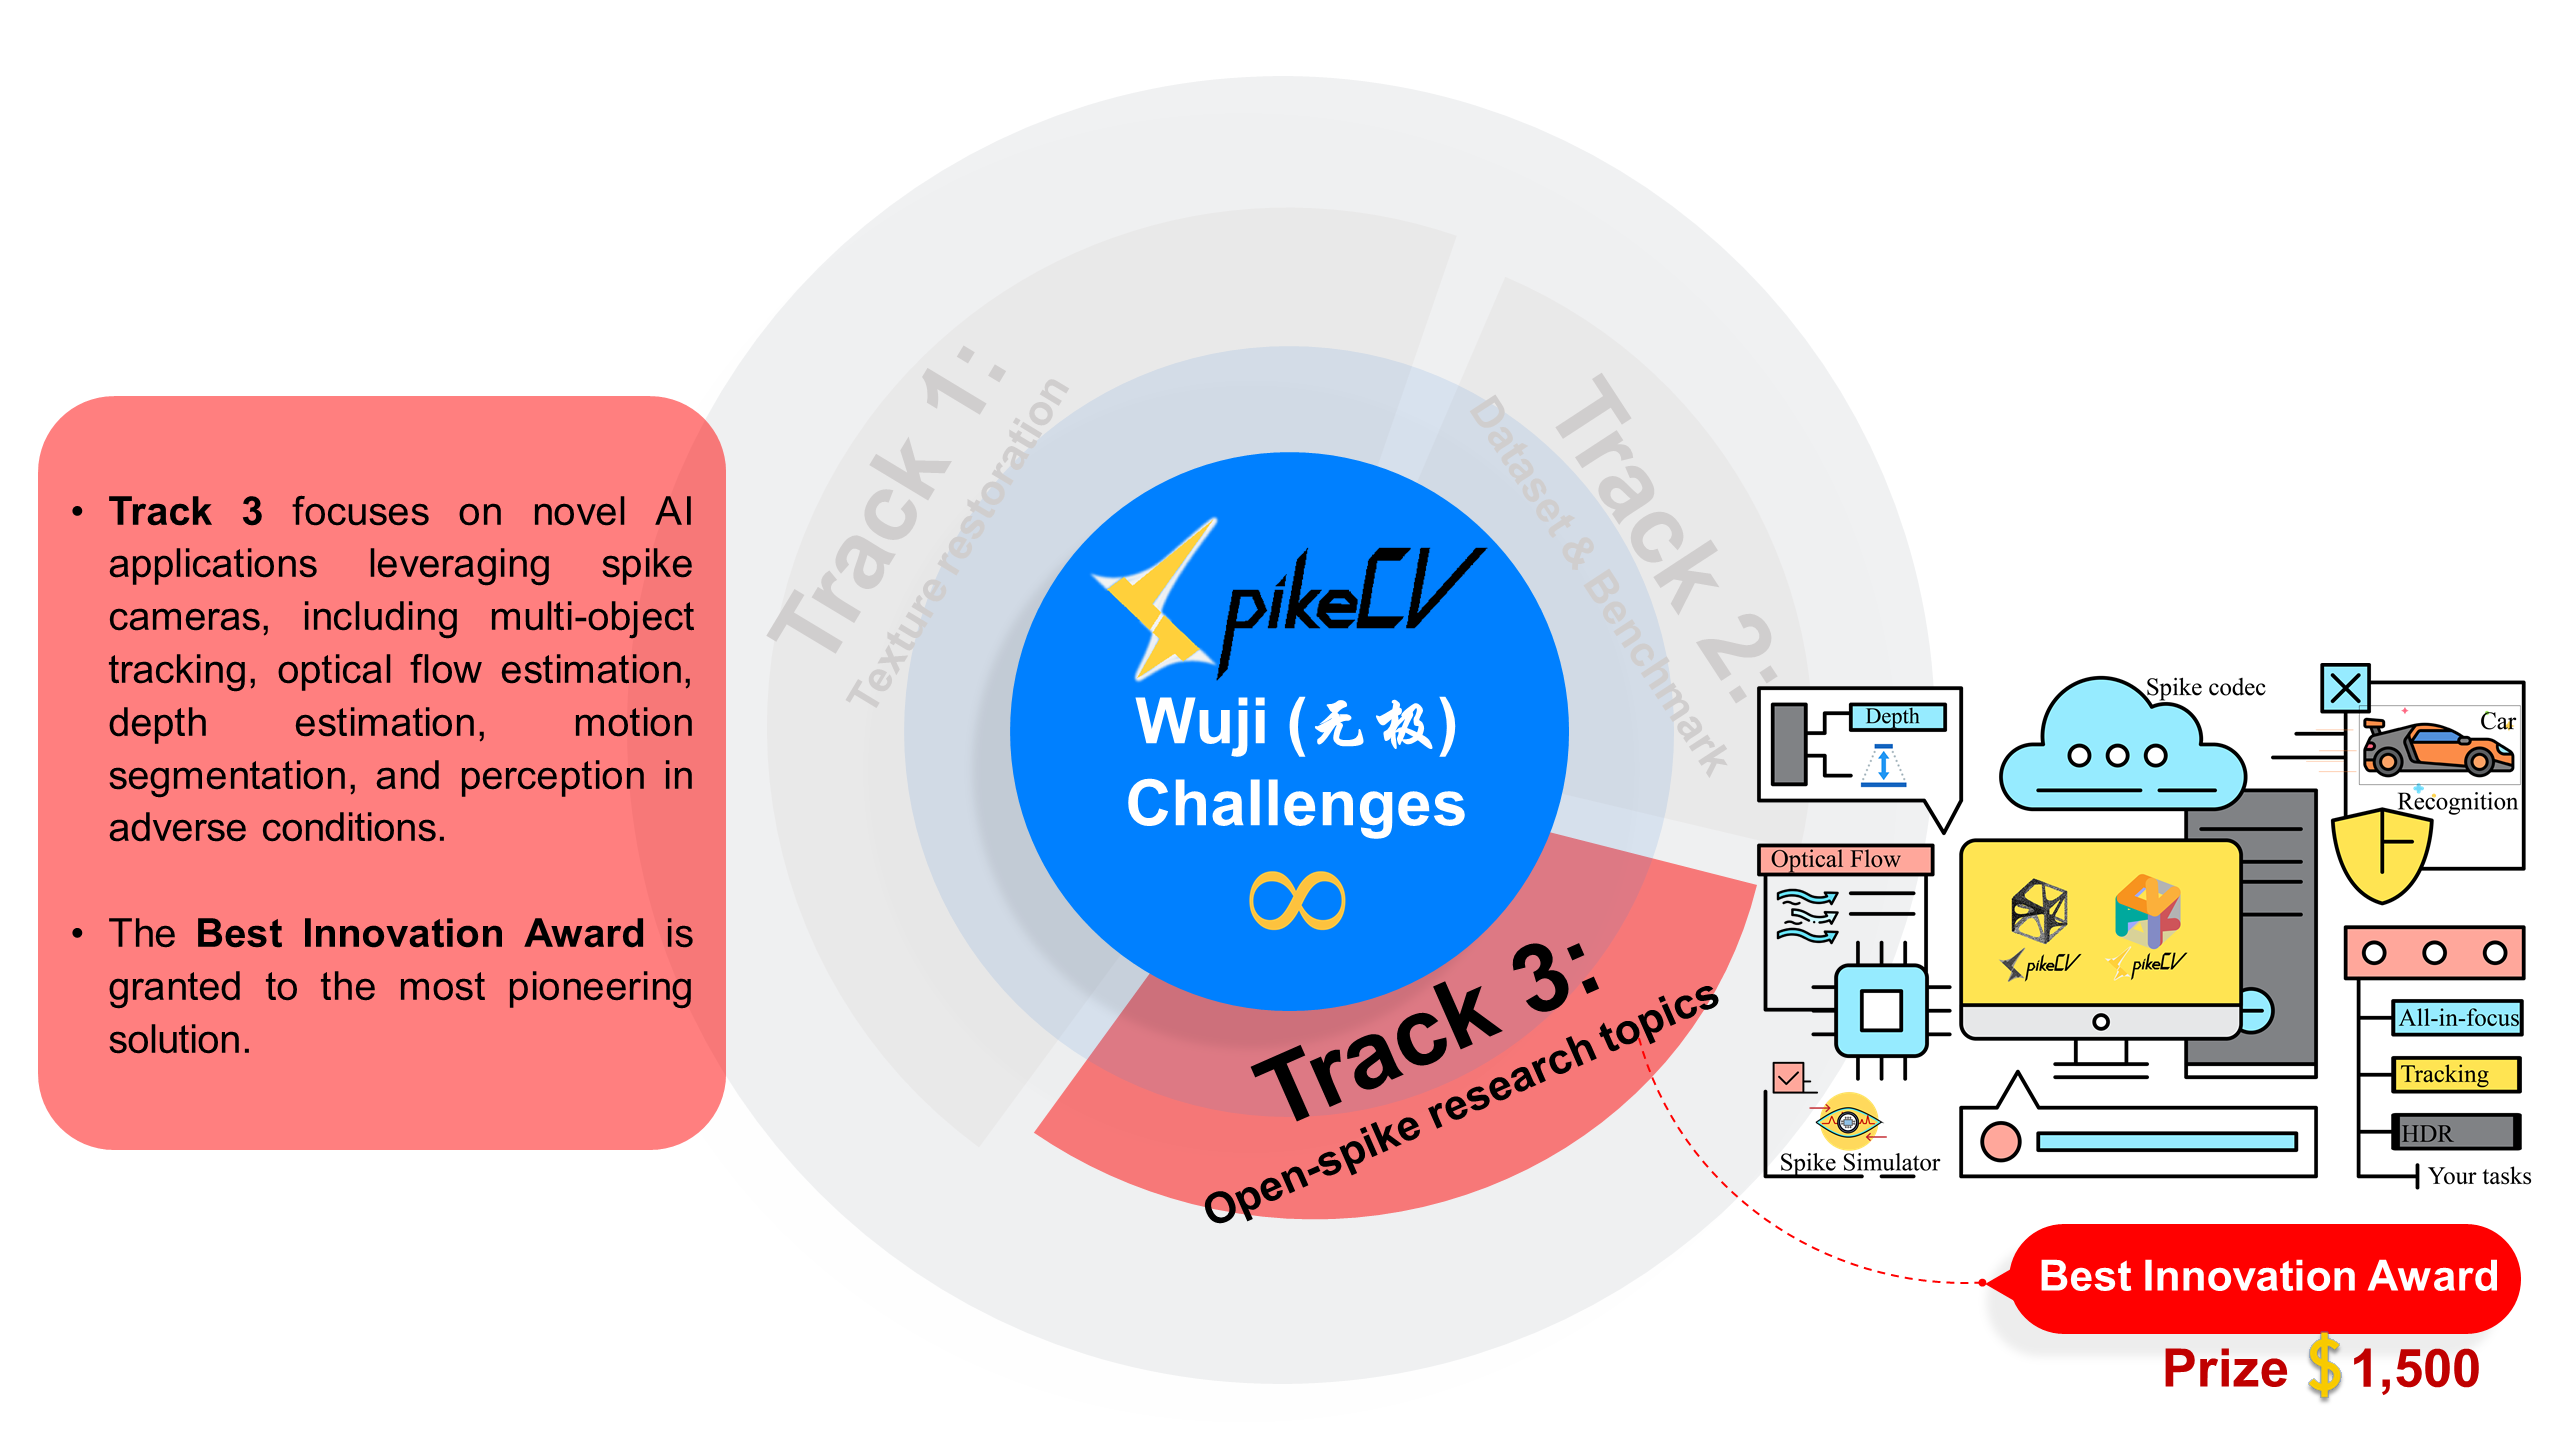 • Track 3 focuses on novel AI
applications leveraging spike
cameras, including multi-object
tracking, optical flow estimation,
depth estimation, motion
segmentation, and perception in
adverse conditions.
• The Best Innovation Award is
granted to the most pioneering
solution.
Track 1:
Texture restoration
Track 2:
Dataset & Benchmark
pikeCV
Wuji (无极)
Challenges
∞
Track 3:
Open-spike research topics
Depth
Spike codec
Car
Recognition
Optical Flow
pikeCV
pikeCV
All-in-focus
Tracking
HDR
Your tasks
Spike Simulator
Best Innovation Award
Prize $ 1,500